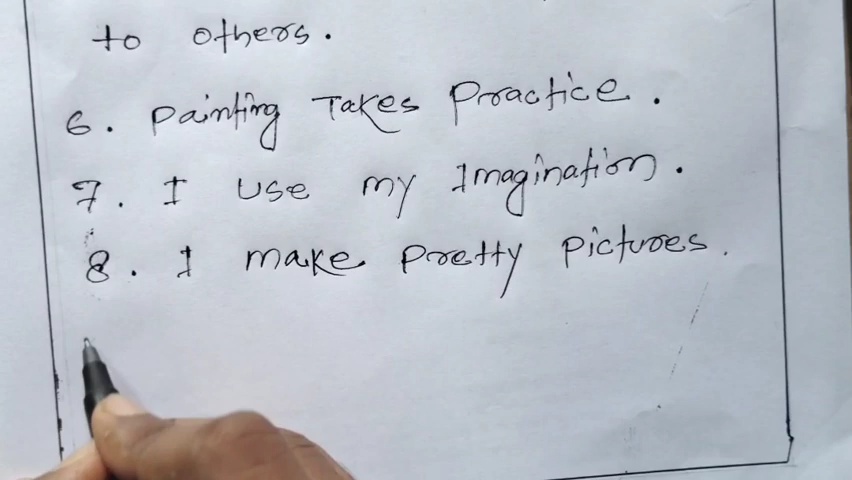 to others.
6. Painting Takes Practice.
7. I Use my Imagination.
8. I make Pretty Pictures.